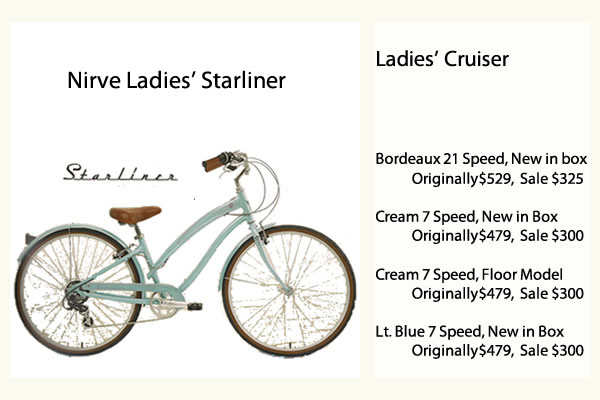 Nirve Ladies' Starliner
Starliner
Ladies' Cruiser
Bordeaux 21 Speed, New in box
Originally$529, Sale $325
Cream 7 Speed, New in Box
Originally$479, Sale $300
Cream 7 Speed, Floor Model
Originally$479, Sale $300
Lt. Blue 7 Speed, New in Box
Originally$479, Sale $300